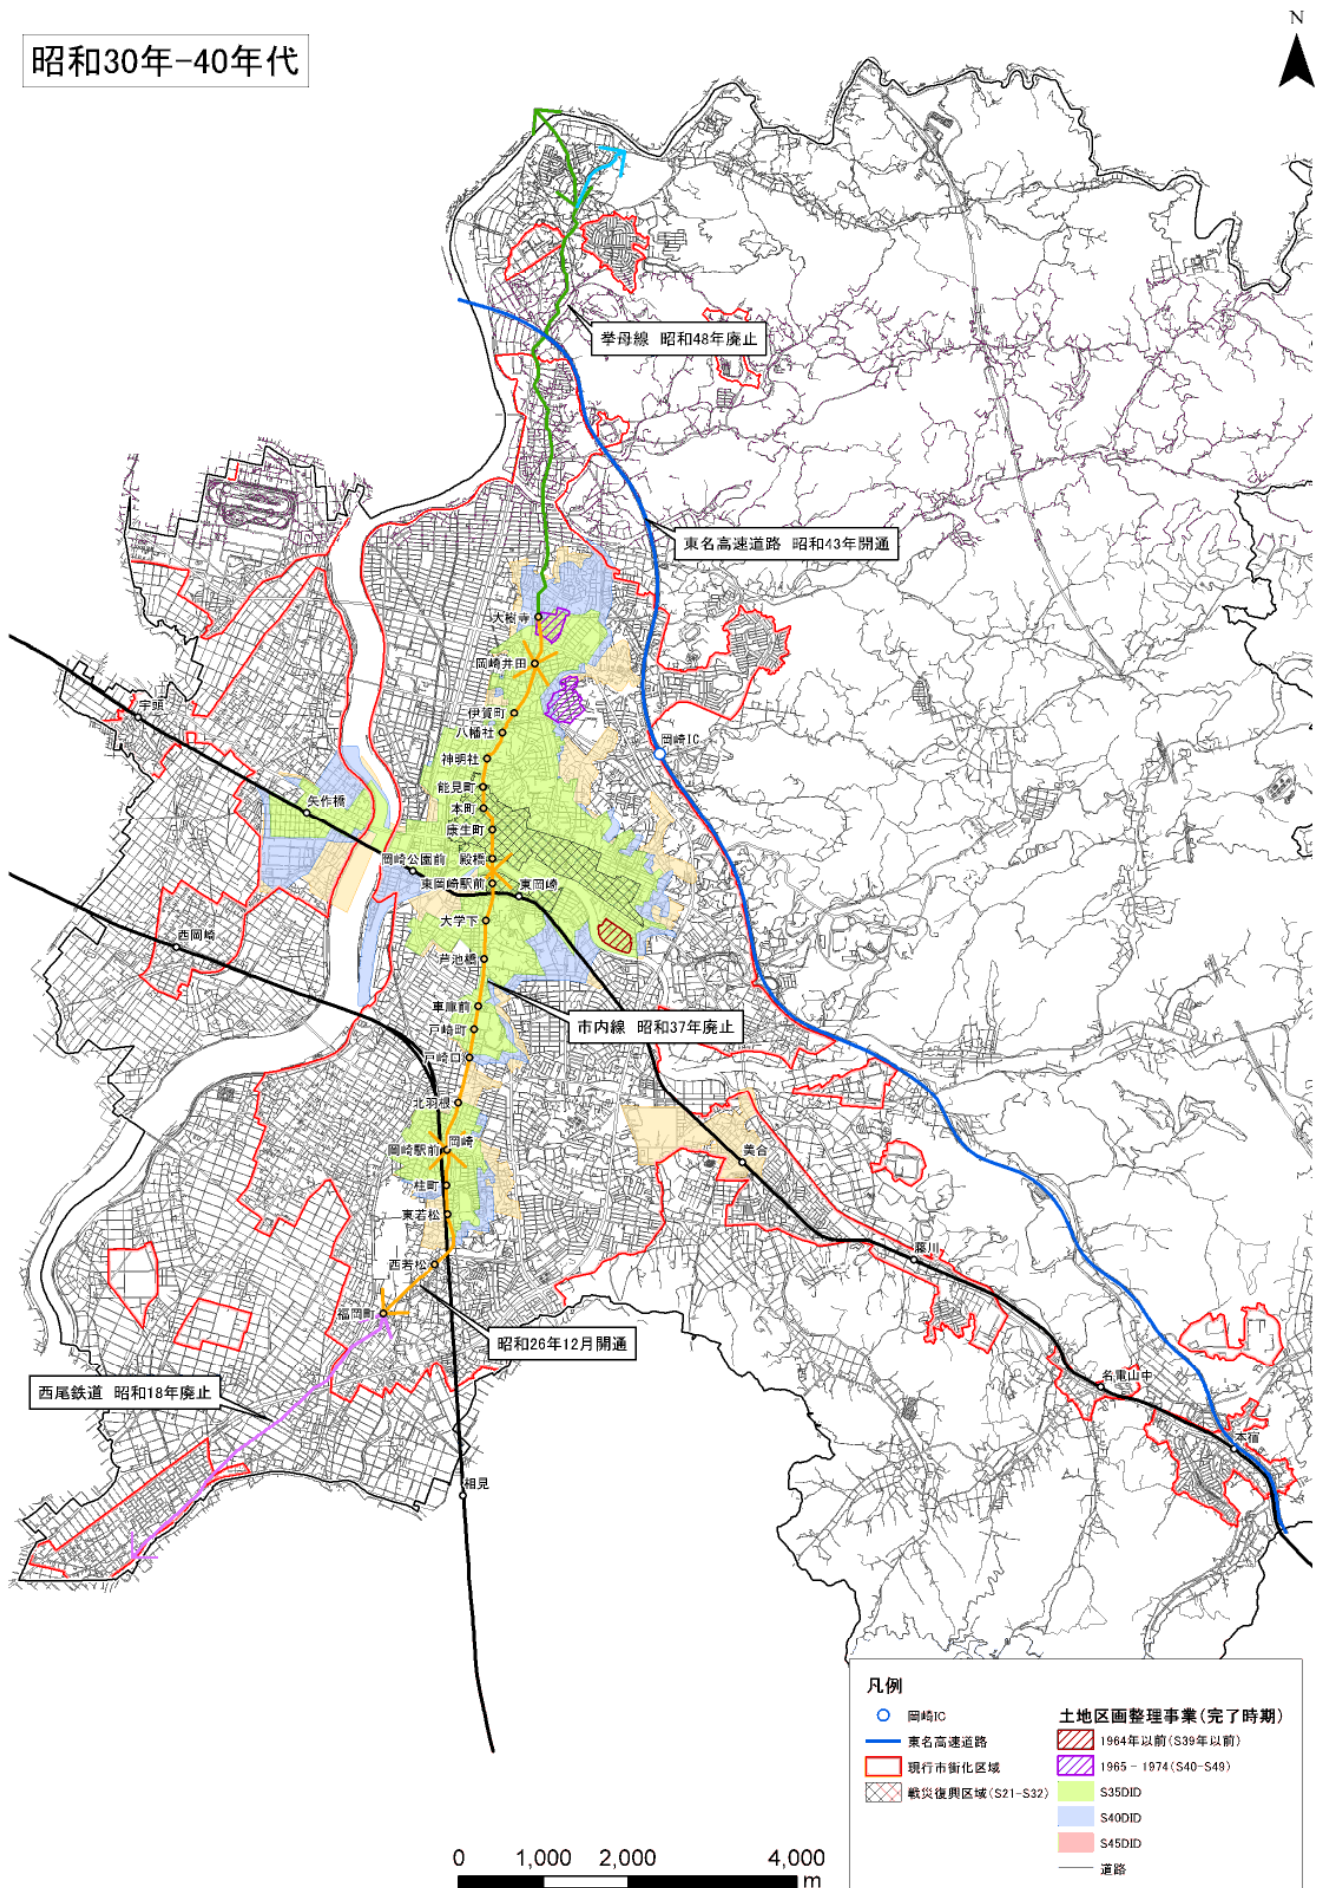 昭和30年-40年代
N
挙母線 昭和48年廃止
東名高速道路 昭和43年開通
大樹寺
岡崎井田
宇頭
伊賀町
八幡社
岡崎IC
神明社
能見町
矢作橋
本町
康生町
岡崎公園前
殿橋
東岡崎駅前
東岡崎
大学下
西岡崎
芦池橋
車庫前
市内線 昭和37年廃止
戸崎町
戸崎口
北羽根
岡崎
岡崎駅前
美合
柱町
東若松
藤川
西若松
福岡町
昭和26年12月開通
西尾鉄道 昭和18年廃止
名電山中
本宿
相見
凡例
岡崎IC
東名高速道路
現行市街化区域
戦災復興区域(S21-S32)
土地区画整理事業(完了時期)
1964年以前(S39年以前)
1965 - 1974(S40-S49)
S35DID
S40DID
S45DID
道路
0 1,000 2,000 4,000
m